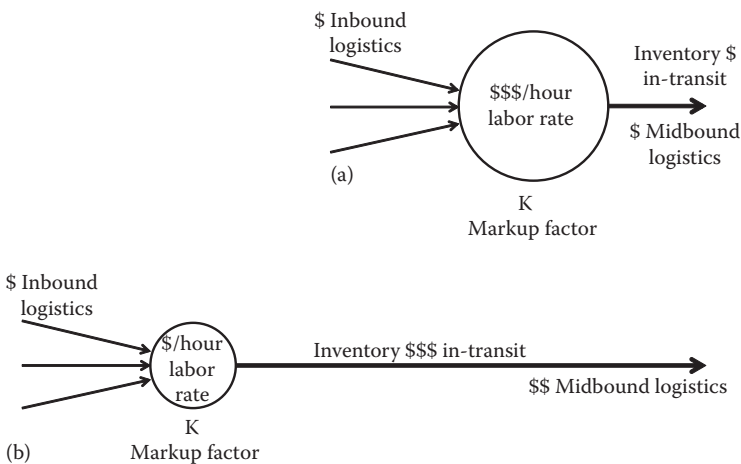 $ Inbound
logistics
$$$/hour
labor rate
Inventory $
in-transit
$ Midbound
logistics
(a)
K
Markup factor
$ Inbound
logistics
$/hour
labor
rate
Inventory $$$ in-transit
$$ Midbound logistics
K
Markup factor
(b)